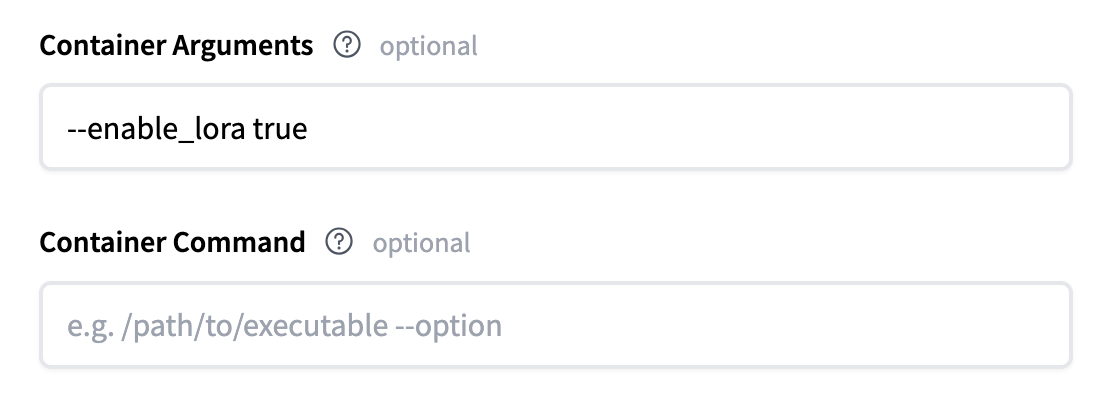 Container Arguments ? optional
--enable_lora true
Container Command ? optional
e.g. /path/to/executable --option